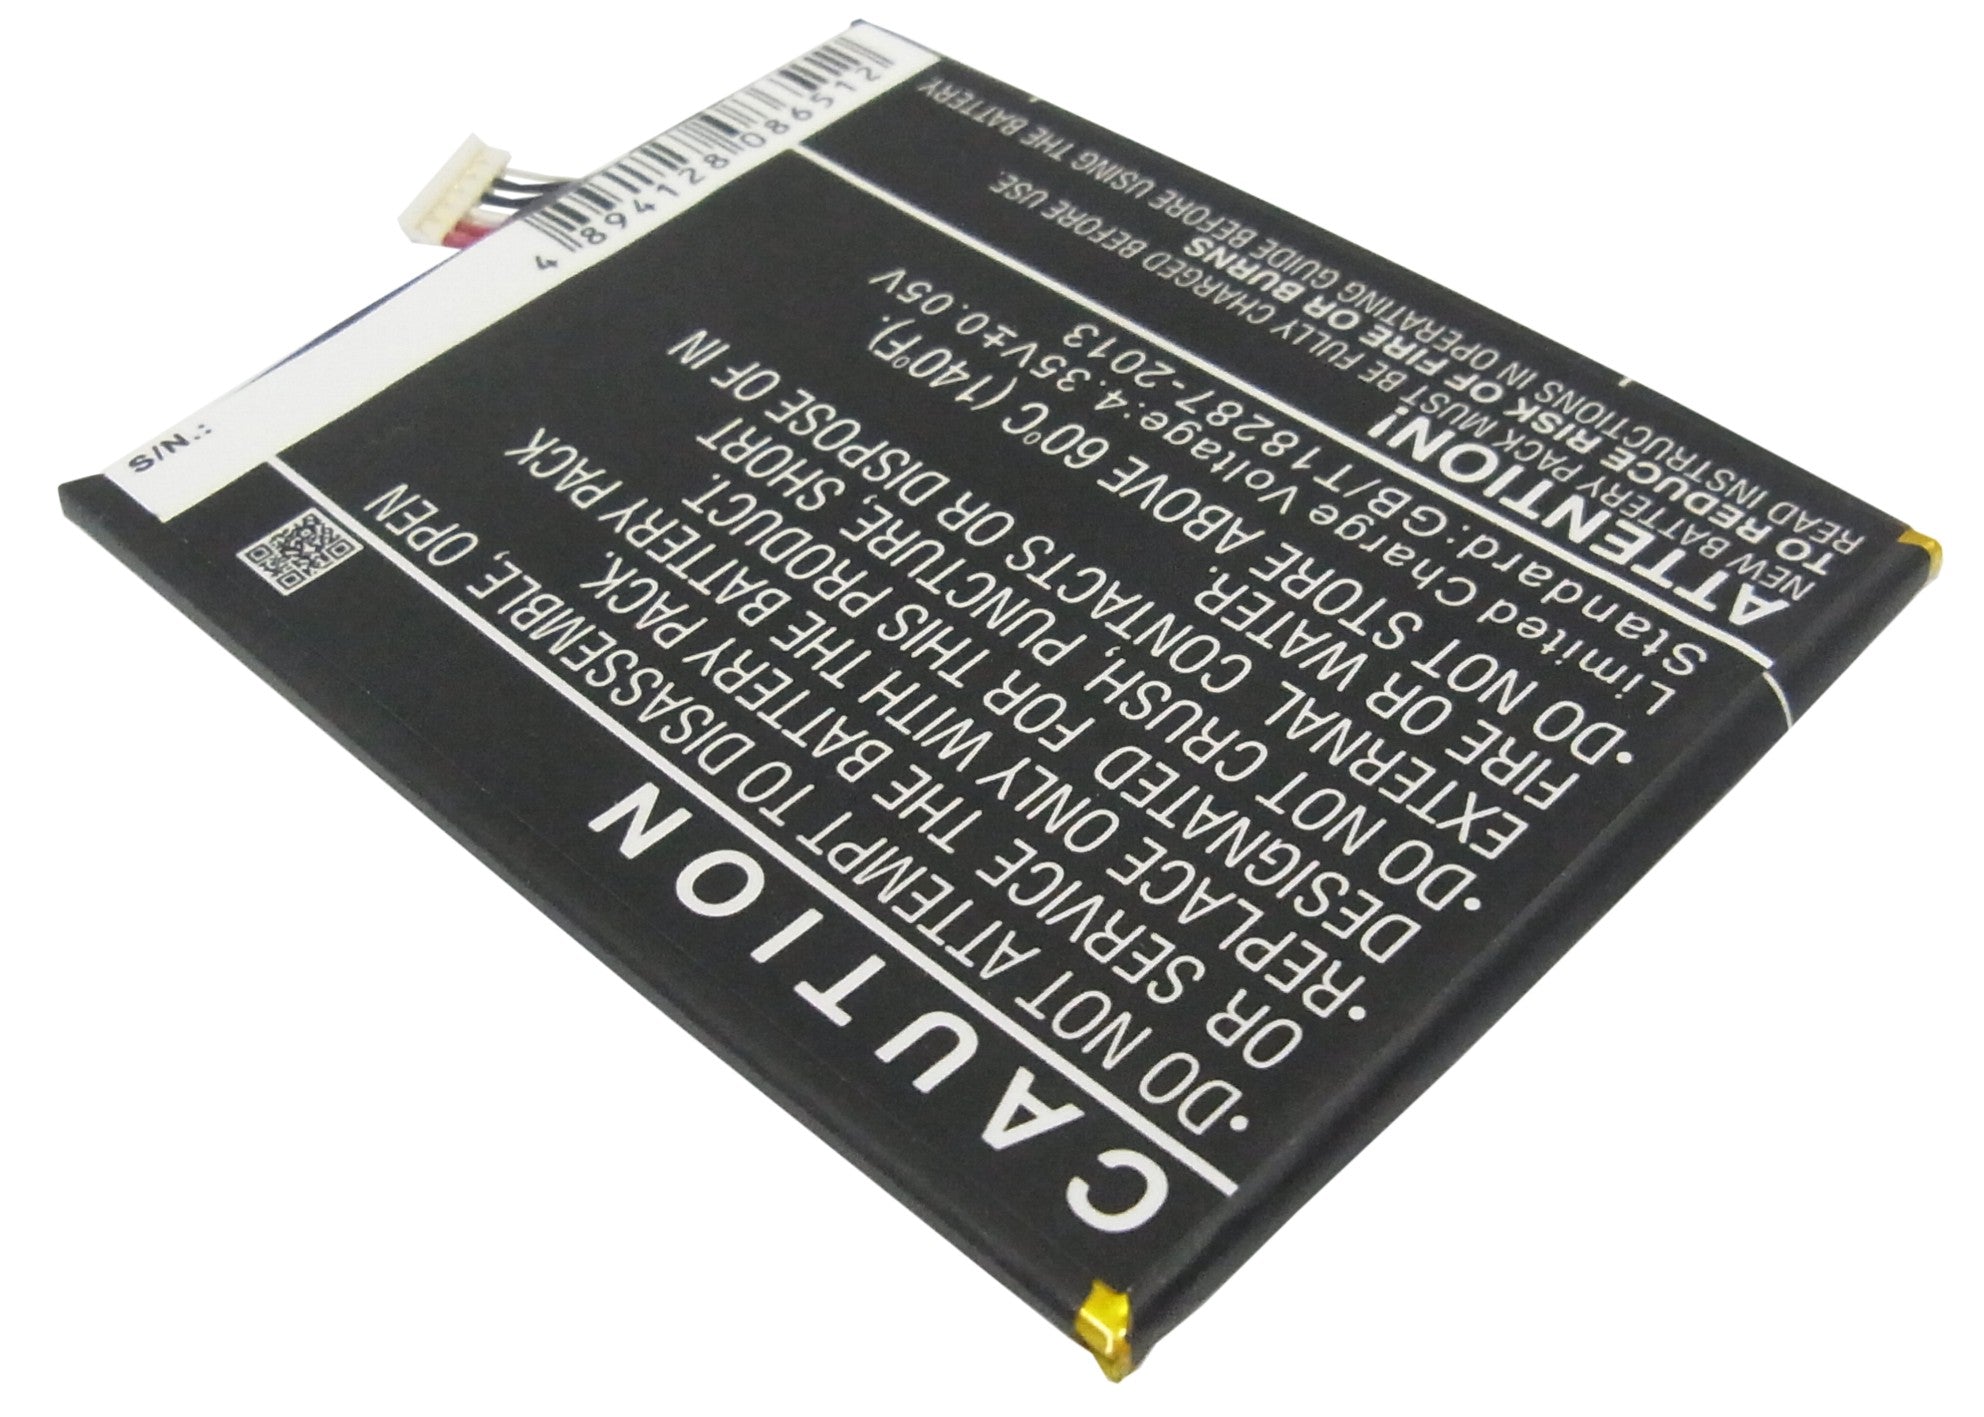 CAUTION
•DO NOT ATTEMPT TO DISASSEMBLE, OPEN
OR SERVICE THE BATTERY PACK.
•REPLACE ONLY WITH THE BATTERY PACK
DESIGNATED FOR THIS PRODUCT.
•DO NOT CRUSH, PUNCTURE, SHORT
EXTERNAL CONTACTS OR DISPOSE OF IN
FIRE OR WATER.
•DO NOT STORE ABOVE 60°C (140°F).
Limited Charge Voltage:4.35V±0.05V
Standard:GB/T18287-2013
ATTENTION!
NEW BATTERY PACK MUST BE FULLY CHARGED BEFORE USE.
TO REDUCE RISK OF FIRE OR BURNS
READ INSTRUCTIONS IN OPERATING GUIDE BEFORE USING THE BATTERY
S/N.:
4 894128 086512